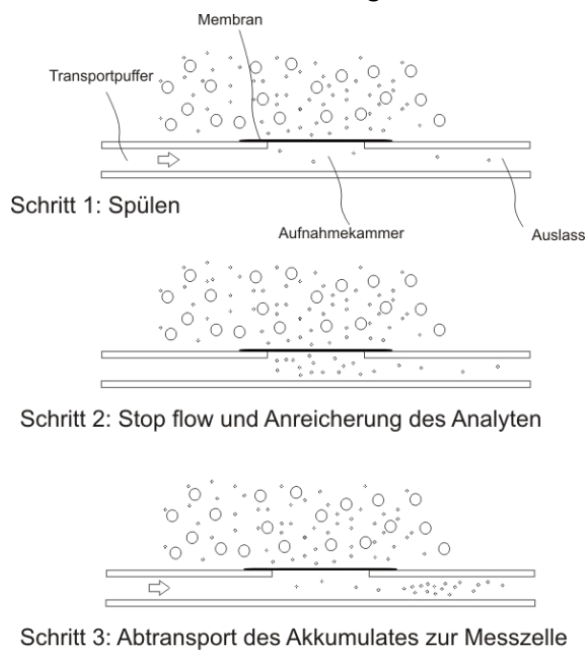 Membran
Transportpuffer
Schritt 1: Spülen
Aufnahmekammer
Auslass
Schritt 2: Stop flow und Anreicherung des Analyten
Schritt 3: Abtransport des Akkumulates zur Messzelle